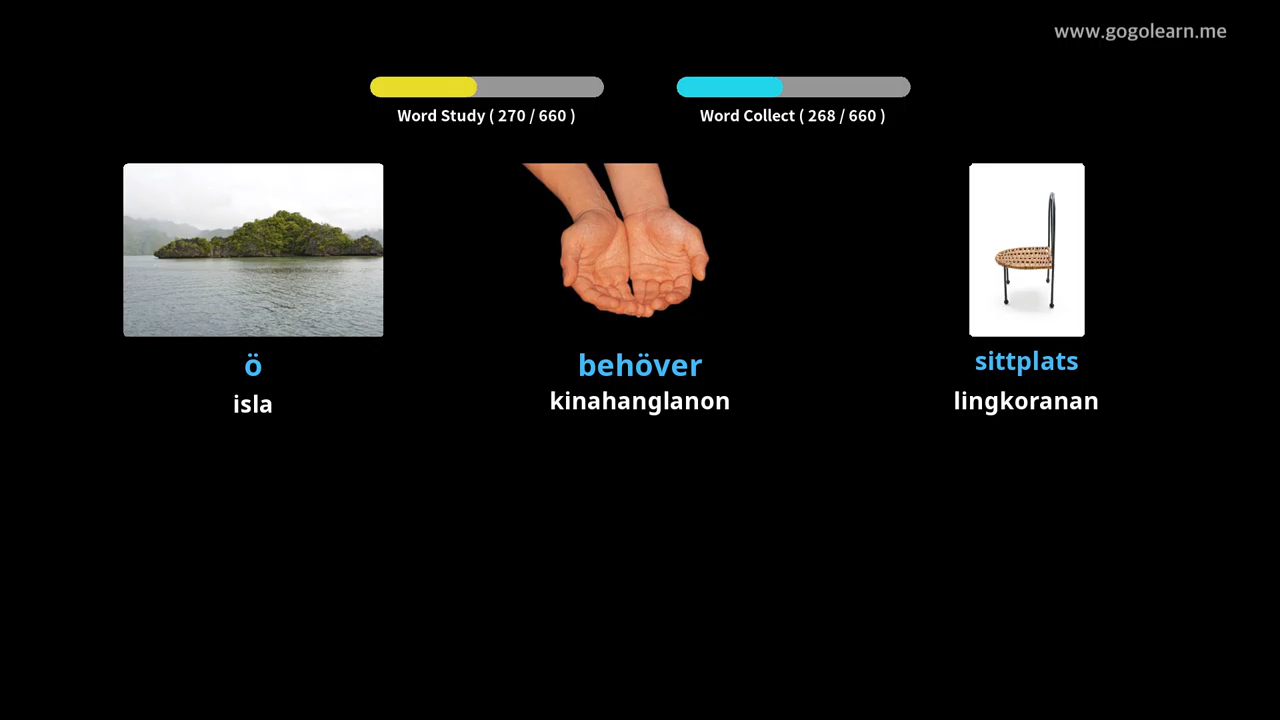 www.gogolearn.me
Word Study ( 270 / 660 )
Word Collect ( 268 / 660 )
ö
isla
behöver
kinahanglanon
sittplats
lingkoranan